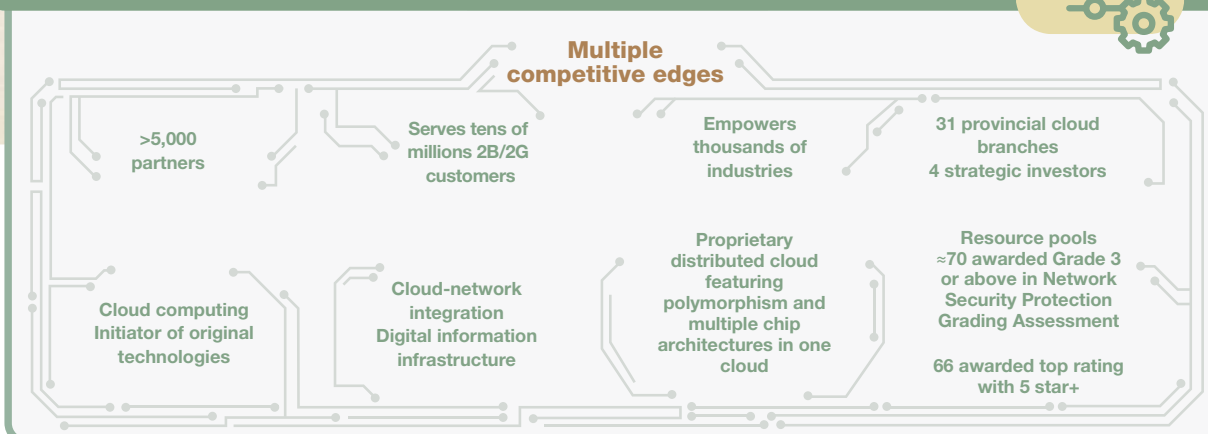 Multiple
competitive edges
>5,000
partners
Serves tens of
millions 2B/2G
customers
Empowers
thousands of
industries
31 provincial cloud
branches
4 strategic investors
Cloud computing
Initiator of original
technologies
Cloud-network
integration
Digital information
infrastructure
Proprietary
distributed cloud
featuring
polymorphism and
multiple chip
architectures in one
cloud
Resource pools
≈70 awarded Grade 3
or above in Network
Security Protection
Grading Assessment
66 awarded top rating
with 5 star+